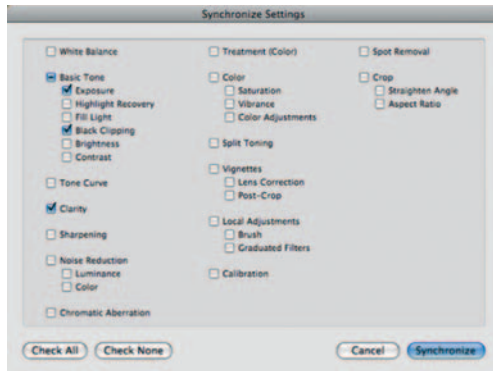 Synchronize Settings
White Balance
Basic Tone
Exposure
Highlight Recovery
Fill Light
Black Clipping
Brightness
Contrast
Tone Curve
Clarity
Sharpening
Noise Reduction
Luminance
Color
Chromatic Aberration
Treatment (Color)
Color
Saturation
Vibrance
Color Adjustments
Split Toning
Vignettes
Lens Correction
Post-Crop
Local Adjustments
Brush
Graduated Filters
Calibration
Spot Removal
Crop
Straighten Angle
Aspect Ratio
Check All
Check None
Cancel
Synchronize